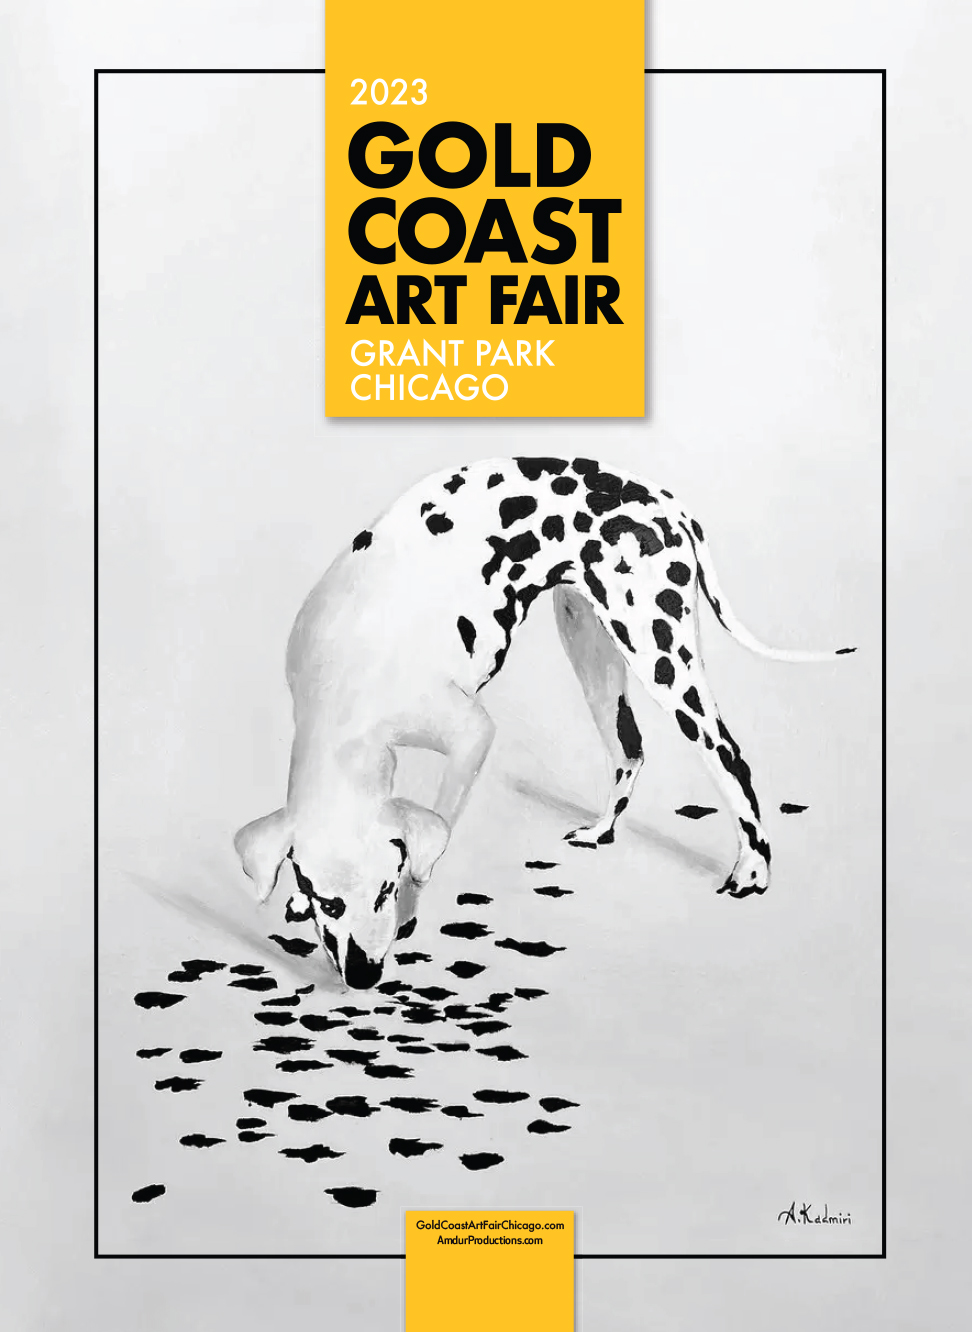 2023
GOLD
COAST
ART FAIR
GRANT PARK
CHICAGO
A.Kadmiri
GoldCoastArtFairChicago.com
AmdurProductions.com